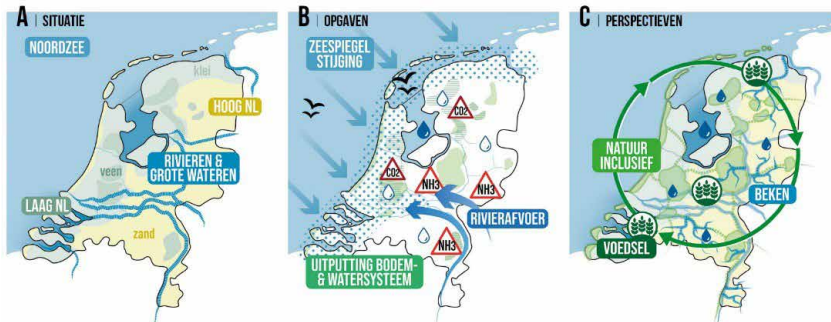 A | SITUATIE
NOORDZEE
klei
HOOG NL
RIVIEREN &
GROTE WATEREN
veen
LAAG NL
zand
B | OPGAVEN
ZEESPIEGEL
STIJGING
CO2
CO2
NH3
NH3
RIVIERAFVOER
NH3
UITPUTTING BODEM-
& WATERSYSTEEM
C | PERSPECTIEVEN
NATUUR
INCLUSIEF
BEKEN
VOEDSEL